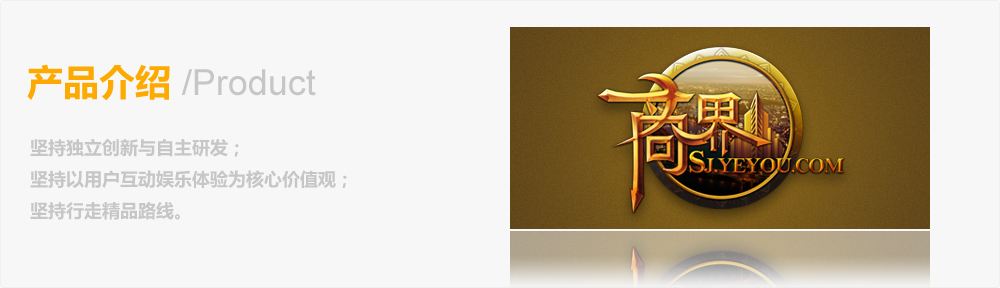 产品介绍 /Product
坚持独立创新与自主研发；
坚持以用户互动娱乐体验为核心价值观；
坚持行走精品路线。
商界
SJ.YEYOU.COM